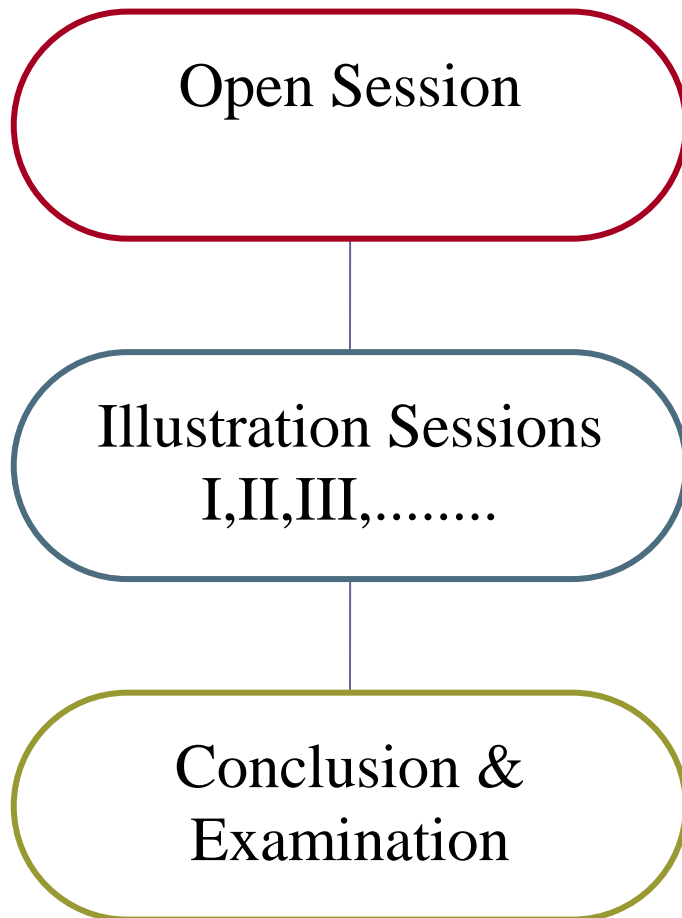 Open Session
Illustration Sessions
I,II,III,........
Conclusion &
Examination